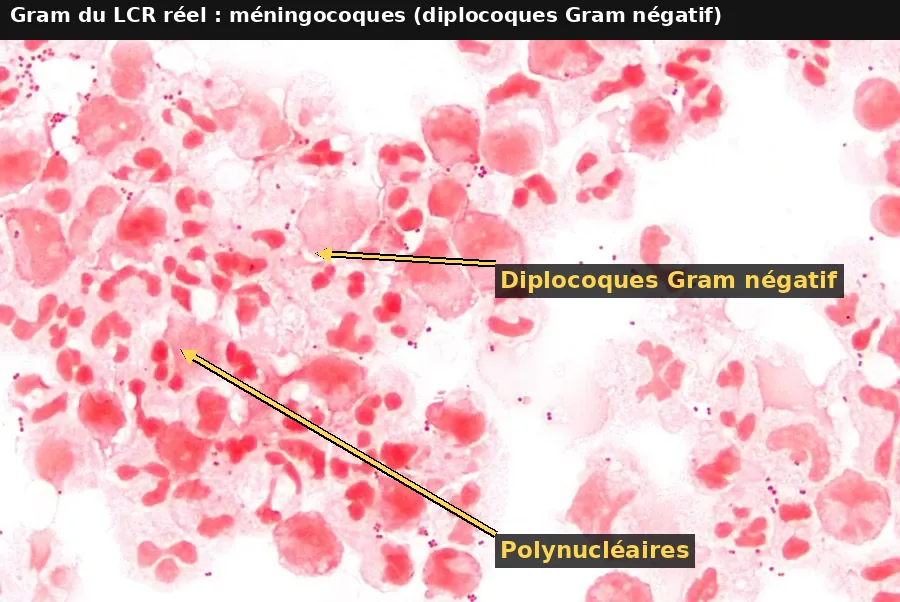 Gram du LCR réel : méningocoques (diplocoques Gram négatif)
Diplocoques Gram négatif
Polynucléaires